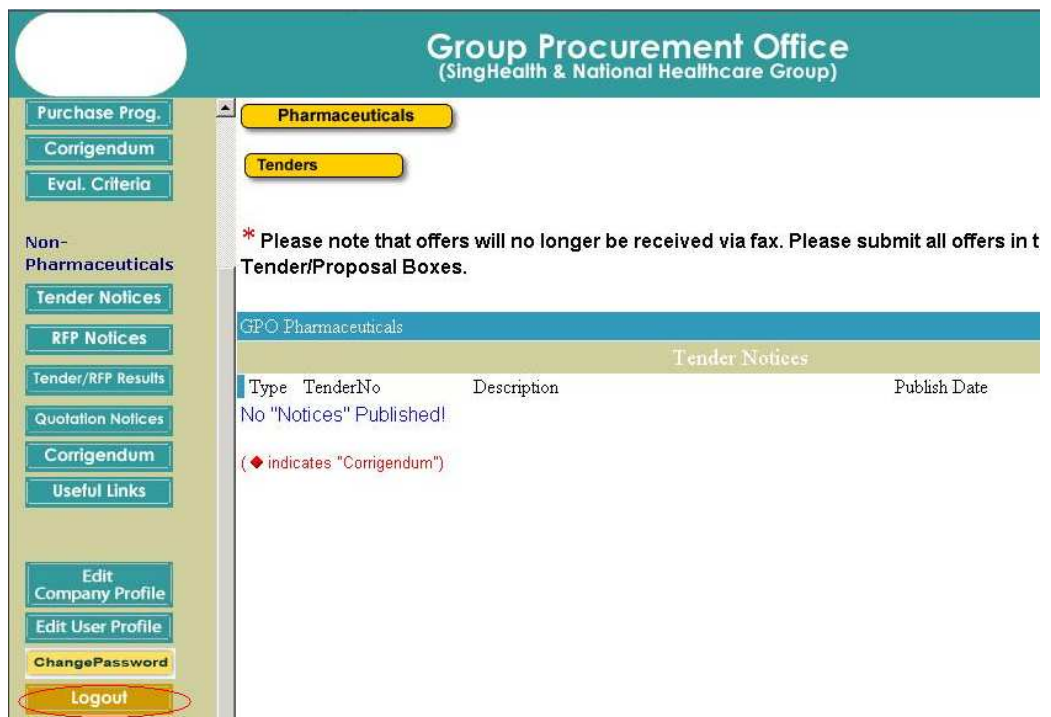 Group Procurement Office
(SingHealth & National Healthcare Group)
Purchase Prog.
Corrigendum
Eval. Criteria
Non-
Pharmaceuticals
Tender Notices
RFP Notices
Tender/RFP Results
Quotation Notices
Corrigendum
Useful Links
Edit
Company Profile
Edit User Profile
ChangePassword
Logout
Pharmaceuticals
Tenders
* Please note that offers will no longer be received via fax. Please submit all offers in t
Tender/Proposal Boxes.
GPO Pharmaceuticals
Tender Notices
Type TenderNo Description Publish Date
No "Notices" Published!
(◆ indicates "Corrigendum")